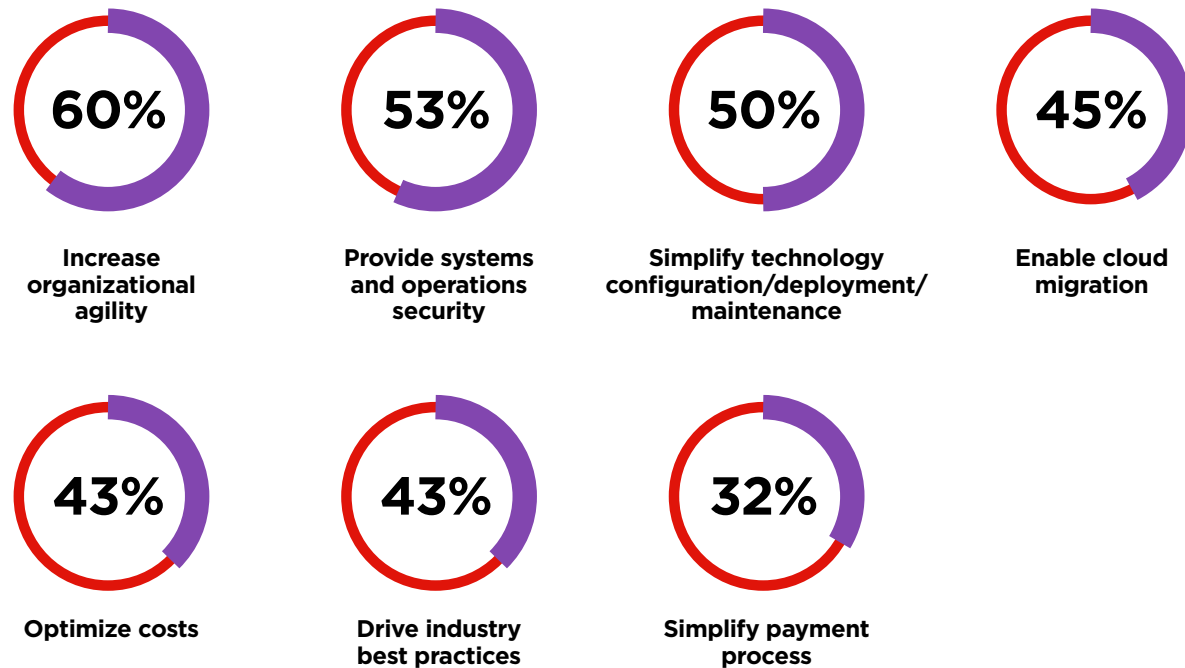 60%
Increase
organizational
agility
53%
Provide systems
and operations
security
50%
Simplify technology
configuration/deployment/
maintenance
45%
Enable cloud
migration
43%
Optimize costs
43%
Drive industry
best practices
32%
Simplify payment
process